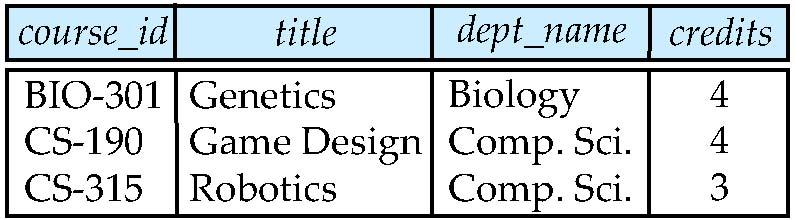 course_id title dept_name credits
BIO-301 Genetics Biology 4
CS-190 Game Design Comp. Sci. 4
CS-315 Robotics Comp. Sci. 3